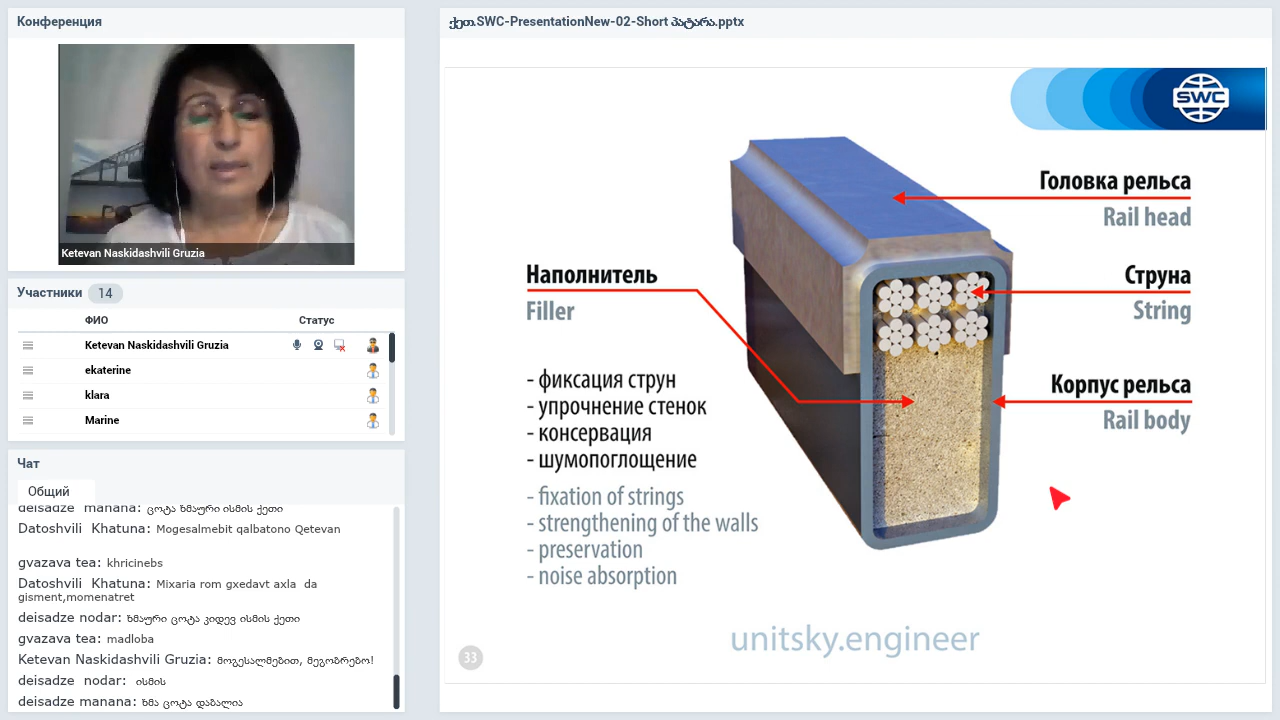 Конференция
Ketevan Naskidashvili Gruzia
Участники 14
ФИО Статус
Ketevan Naskidashvili Gruzia
ekaterine
klara
Marine
Чат
Общий
deisadze manana: ცოტა ხმაური ისმის ქეთი
Datoshvili Khatuna: Mogesalmebit qalbatono Qetevan
gvazava tea: khricinebs
Datoshvili Khatuna: Mixaria rom gxedavt axla da
gisment,momenatret
deisadze nodar: ხმაური ცოტა კიდევ ისმის ქეთი
gvazava tea: madloba
Ketevan Naskidashvili Gruzia: მოგესალმებით, მეგობრებო!
deisadze nodar: ისმის
deisadze manana: ხმა ცოტა დაბალია
ქეთ.SWC-PresentationNew-02-Short პატარა.pptx
SWC
Головка рельса
Rail head
Струна
String
Корпус рельса
Rail body
Наполнитель
Filler
- фиксация струн
- упрочнение стенок
- консервация
- шумопоглощение
- fixation of strings
- strengthening of the walls
- preservation
- noise absorption
unitsky.engineer
33